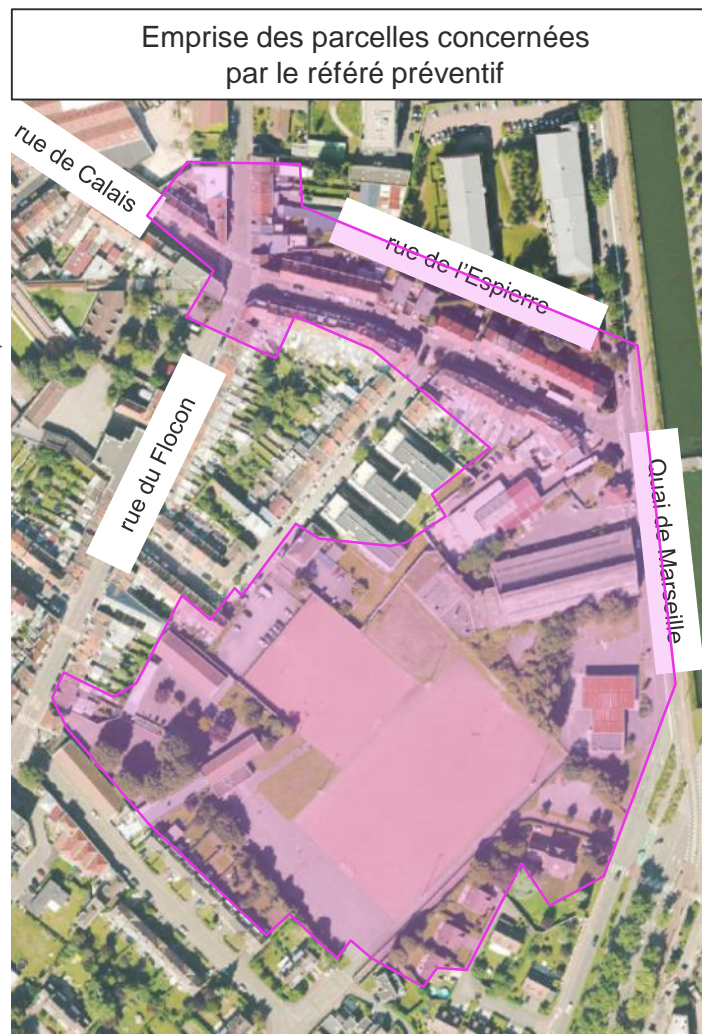 Emprise des parcelles concernées
par le référé préventif
rue de Calais
rue de l'Espierre
rue du Flocon
Quai de Marseille